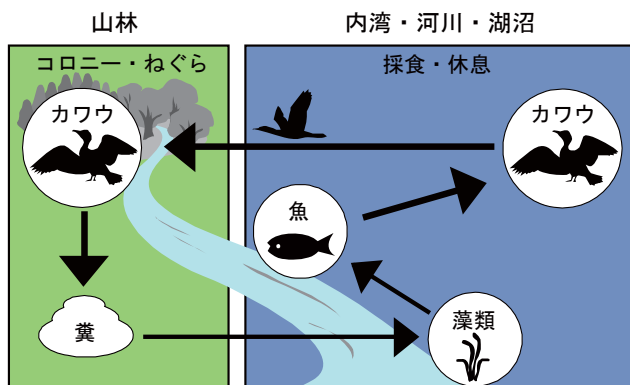 山林
内湾・河川・湖沼
コロニー・ねぐら
採食・休息
カワウ
カワウ
魚
糞
藻類